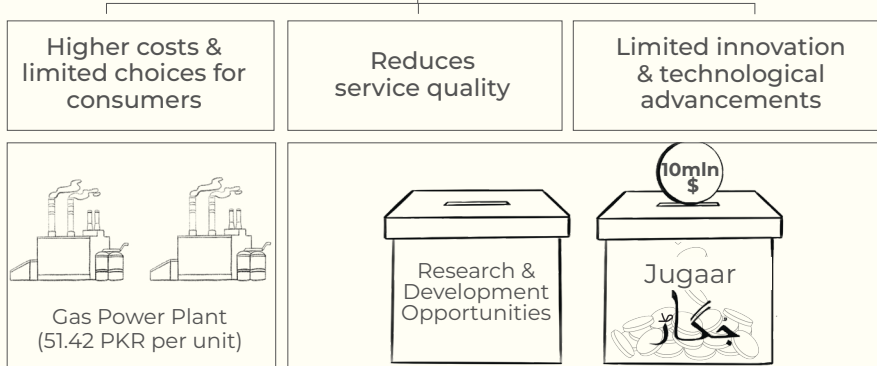 Higher costs &
limited choices for
consumers
Reduces
service quality
Limited innovation
& technological
advancements
Gas Power Plant
(51.42 PKR per unit)
Research &
Development
Opportunities
10mln
$
Jugaar
جگاڑ